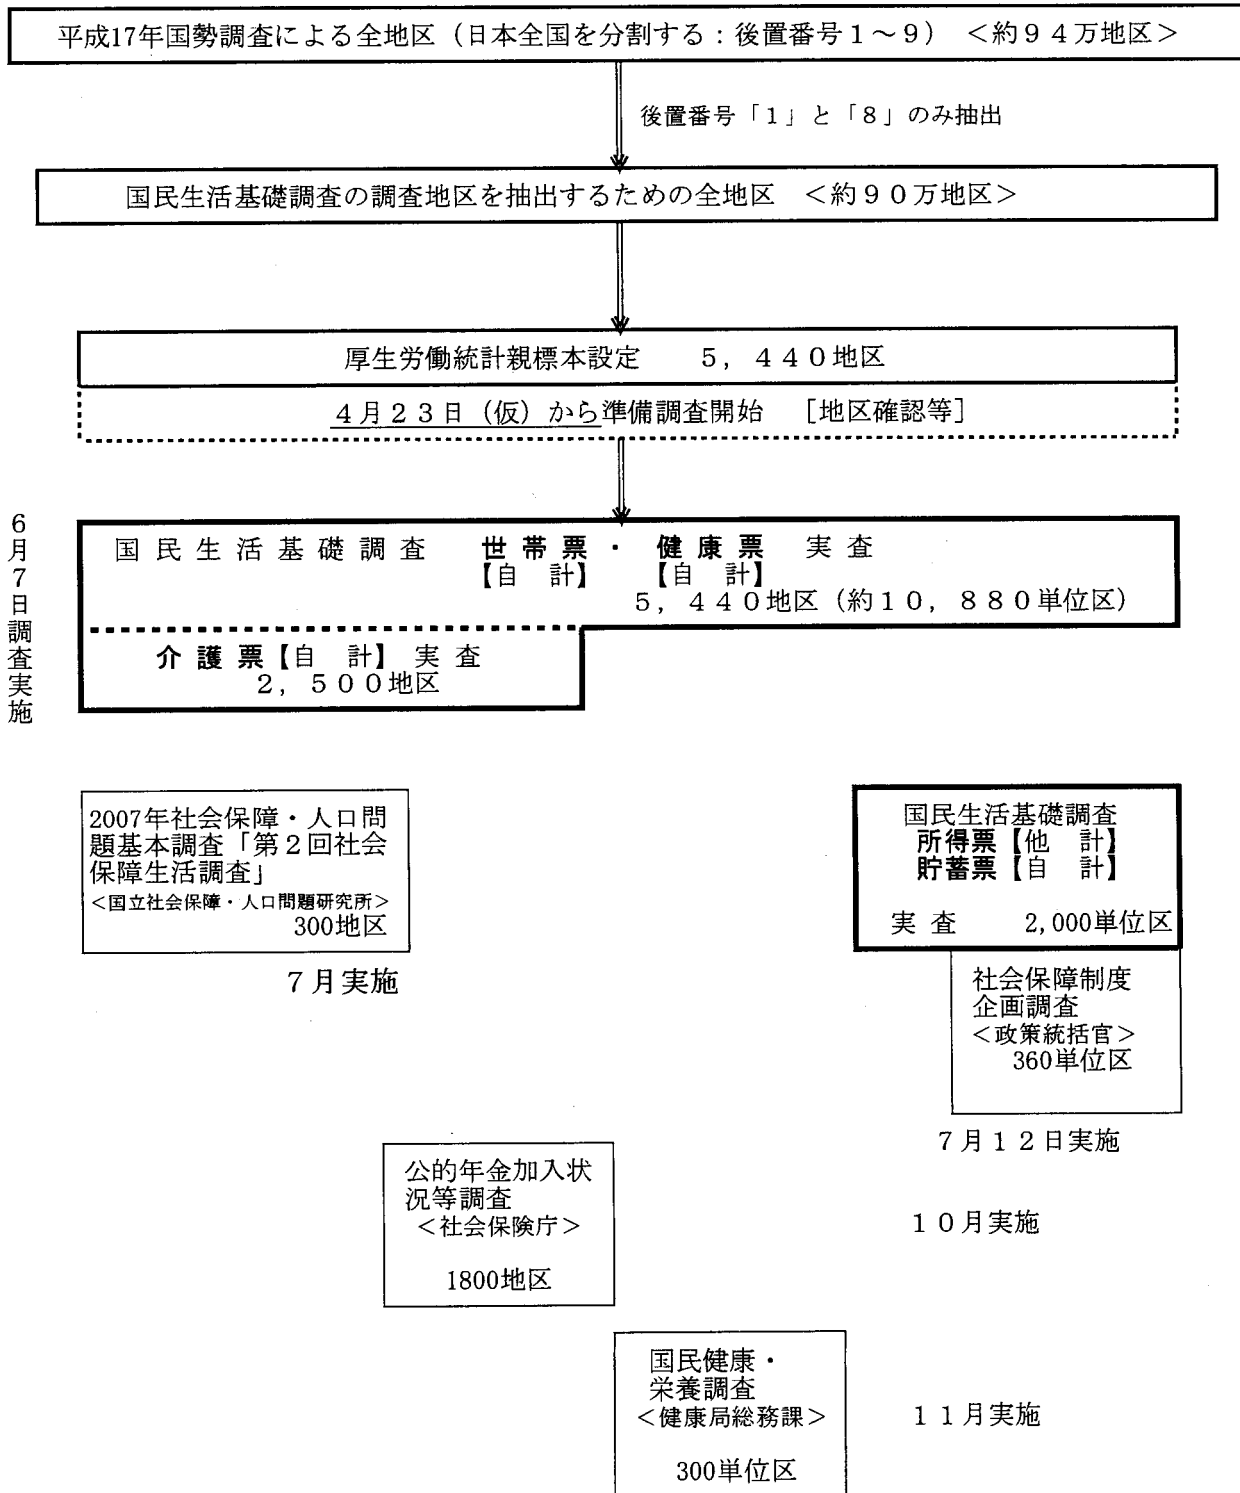 平成17年国勢調査による全地区（日本全国を分割する：後置番号１～９）　＜約９４万地区＞
後置番号「１」と「８」のみ抽出
国民生活基礎調査の調査地区を抽出するための全地区　＜約９０万地区＞
厚生労働統計親標本設定　　５，４４０地区
４月２３日（仮）から準備調査開始　［地区確認等］
６月７日調査実施
国民生活基礎調査　世帯票・健康票　実査
【自　計】　【自　計】
５，４４０地区（約１０，８８０単位区）
介護票【自　計】実査
２，５００地区
2007年社会保障・人口問
題基本調査「第２回社会
保障生活調査」
＜国立社会保障・人口問題研究所＞
300地区
７月実施
国民生活基礎調査
所得票【他　計】
貯蓄票【自　計】
実査　　2,000単位区
社会保障制度
企画調査
＜政策統括官＞
360単位区
７月１２日実施
公的年金加入状
況等調査
＜社会保険庁＞
1800地区
１０月実施
国民健康・
栄養調査
＜健康局総務課＞
300単位区
１１月実施